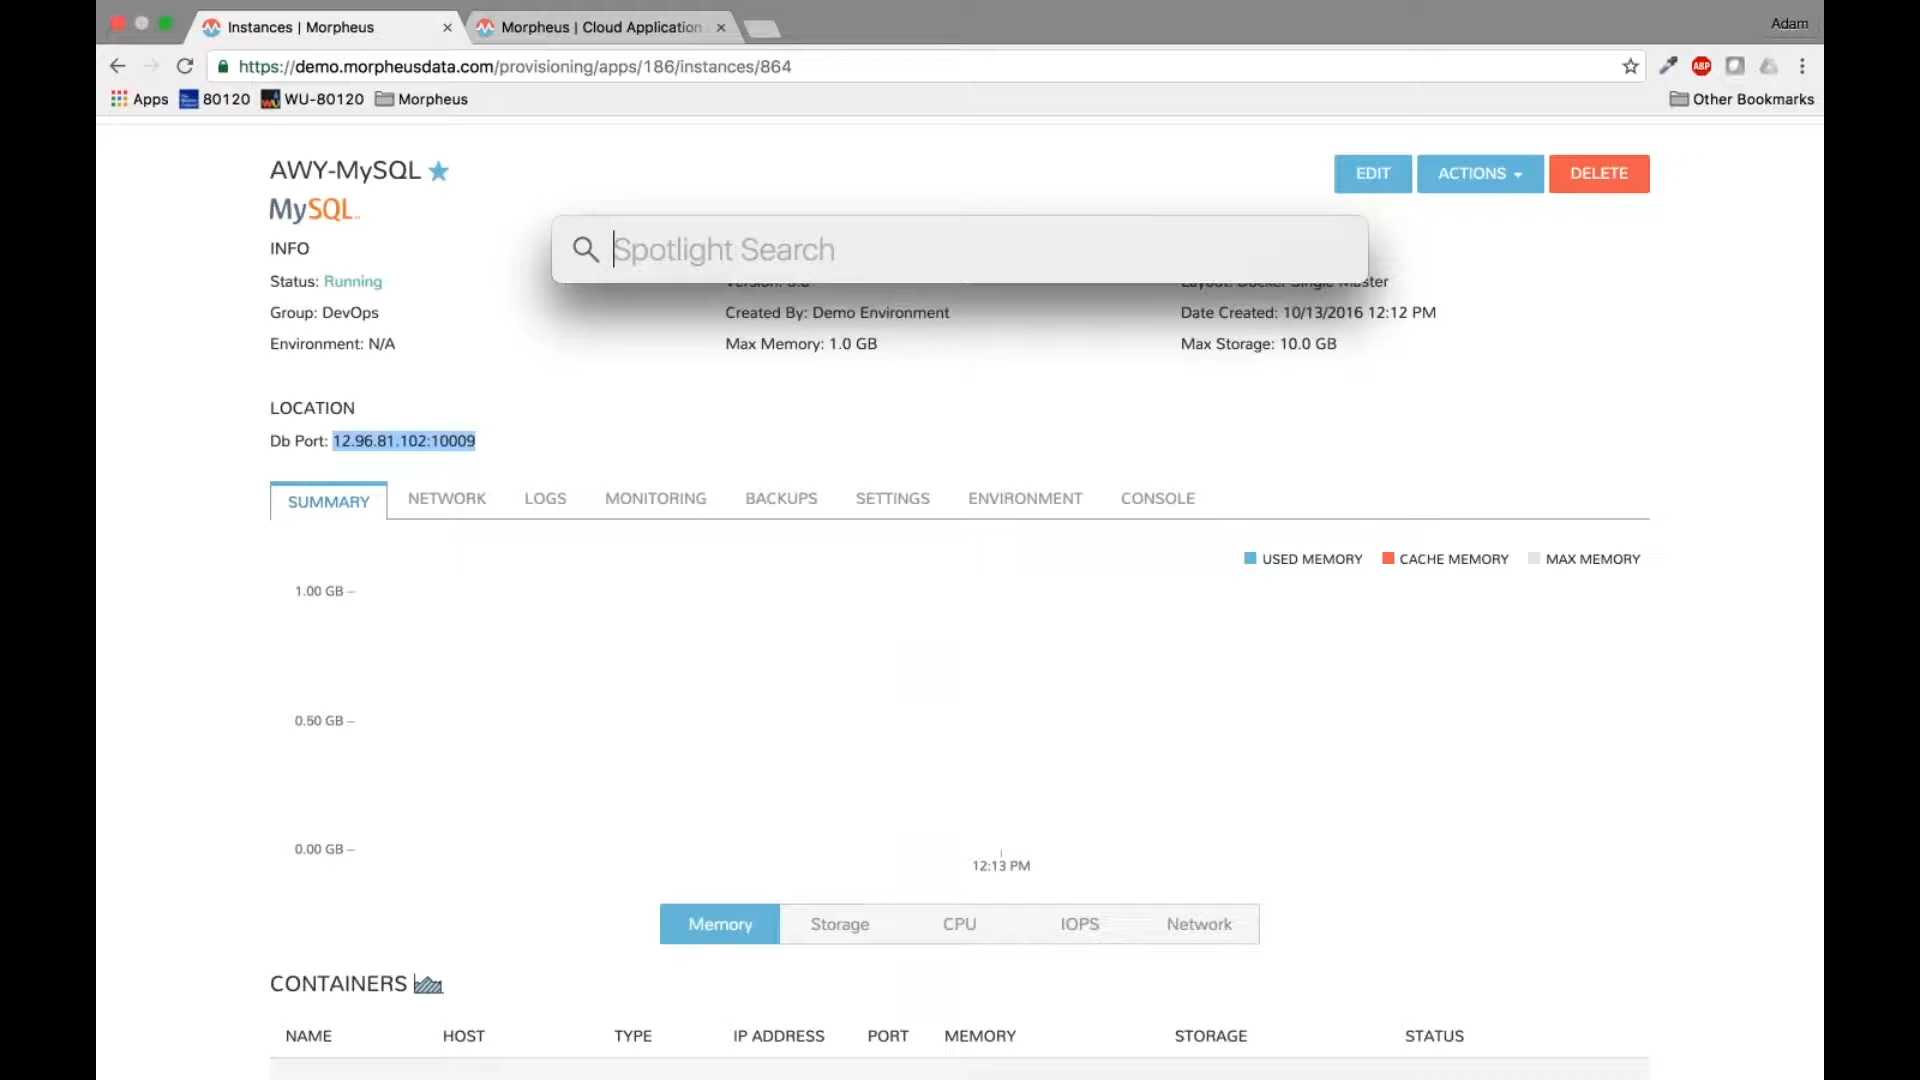 Instances | Morpheus
Morpheus | Cloud Application
Adam
https://demo.morpheusdata.com/provisioning/apps/186/instances/864
ABP
Apps 80120 WU-80120 Morpheus Other Bookmarks
AWY-MySQL
EDIT ACTIONS DELETE
MySQL
Spotlight Search
INFO
Status: Running
Layout: Docker Single Master
Group: DevOps Created By: Demo Environment Date Created: 10/13/2016 12:12 PM
Environment: N/A Max Memory: 1.0 GB Max Storage: 10.0 GB
LOCATION
Db Port: 12.96.81.102:10009
SUMMARY NETWORK LOGS MONITORING BACKUPS SETTINGS ENVIRONMENT CONSOLE
USED MEMORY CACHE MEMORY MAX MEMORY
1.00 GB
0.50 GB
0.00 GB
12:13 PM
Memory Storage CPU IOPS Network
CONTAINERS
NAME HOST TYPE IP ADDRESS PORT MEMORY STORAGE STATUS